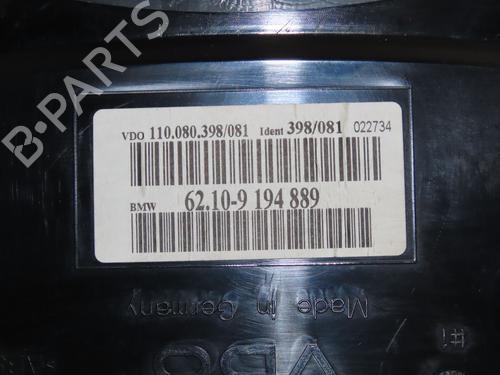 B-PARTS
VDO 110.080.398/081 Ident 398/081 022734
BMW 62.10-9 194 889
Made in Germany
VDO